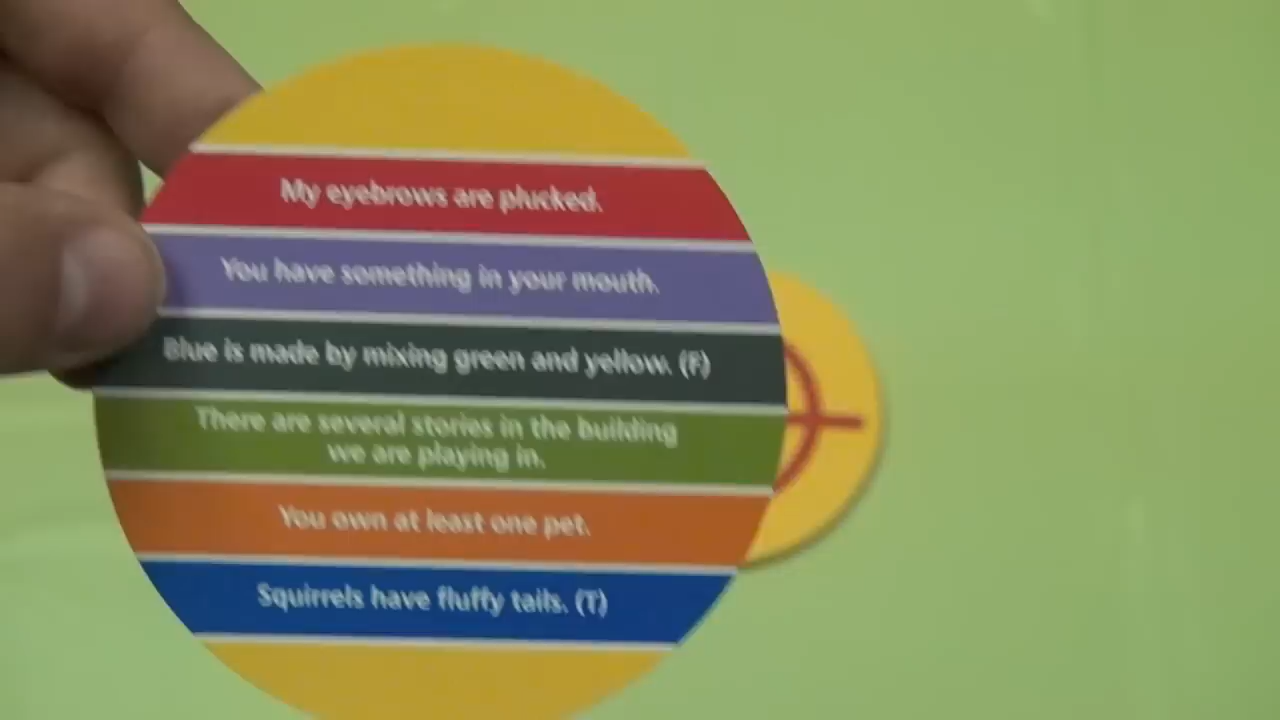 My eyebrows are plucked.
You have something in your mouth.
Blue is made by mixing green and yellow. (F)
There are several stories in the building
we are playing in.
You own at least one pet.
Squirrels have fluffy tails. (T)